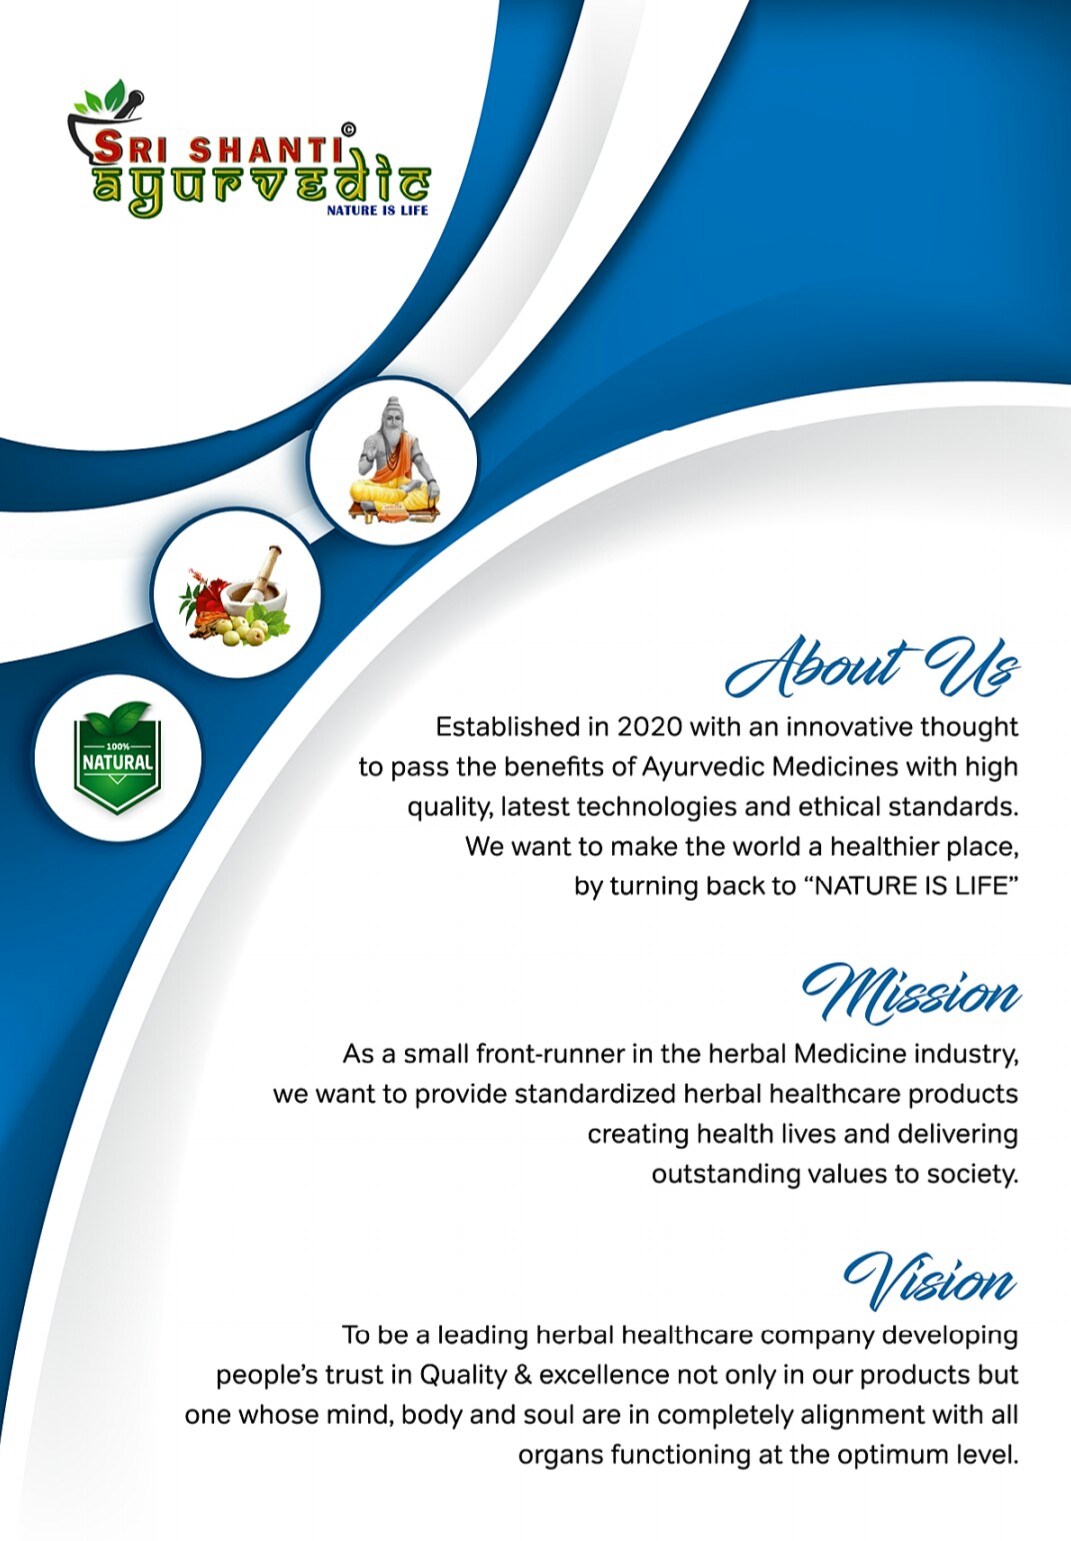 SRI SHANTI©
ayurvedic
NATURE IS LIFE
100%
NATURAL
About Us
Established in 2020 with an innovative thought
to pass the benefits of Ayurvedic Medicines with high
quality, latest technologies and ethical standards.
We want to make the world a healthier place,
by turning back to “NATURE IS LIFE”
Mission
As a small front-runner in the herbal Medicine industry,
we want to provide standardized herbal healthcare products
creating health lives and delivering
outstanding values to society.
Vision
To be a leading herbal healthcare company developing
people’s trust in Quality & excellence not only in our products but
one whose mind, body and soul are in completely alignment with all
organs functioning at the optimum level.